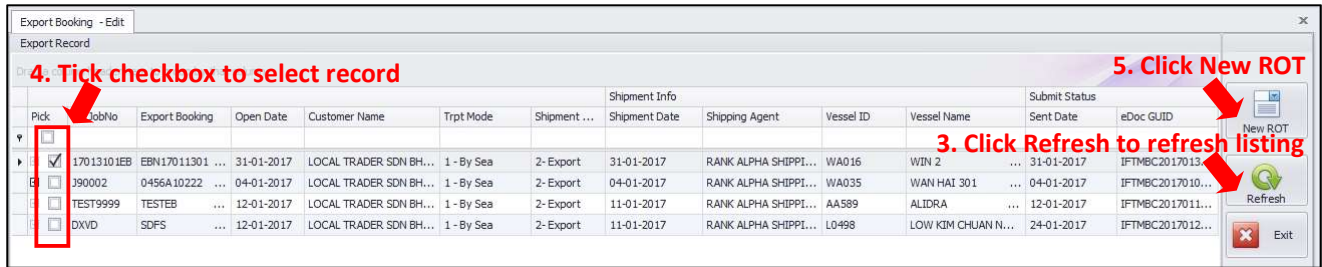 Export Booking - Edit
Export Record
4. Tick checkbox to select record
5. Click New ROT
Shipment Info Submit Status
Pick JobNo Export Booking Open Date Customer Name Trpt Mode Shipment ... Shipment Date Shipping Agent Vessel ID Vessel Name Sent Date eDoc GUID
New ROT
3. Click Refresh to refresh listing
17013101EB EBN17011301 ... 31-01-2017 LOCAL TRADER SDN BH... 1 - By Sea 2- Export 31-01-2017 RANK ALPHA SHIPPI... WA016 WIN 2 ... 31-01-2017 IFTMBC2017013...
J90002 0456A10222 ... 04-01-2017 LOCAL TRADER SDN BH... 1 - By Sea 2- Export 04-01-2017 RANK ALPHA SHIPPI... WA035 WAN HAI 301 ... 04-01-2017 IFTMBC2017010...
TEST9999 TESTEB ... 12-01-2017 LOCAL TRADER SDN BH... 1 - By Sea 2- Export 11-01-2017 RANK ALPHA SHIPPI... AA589 ALIDRA ... 12-01-2017 IFTMBC2017011...
Refresh
DXVD SDFS ... 12-01-2017 LOCAL TRADER SDN BH... 1 - By Sea 2- Export 11-01-2017 RANK ALPHA SHIPPI... L0498 LOW KIM CHUAN N... 24-01-2017 IFTMBC2017012...
Exit